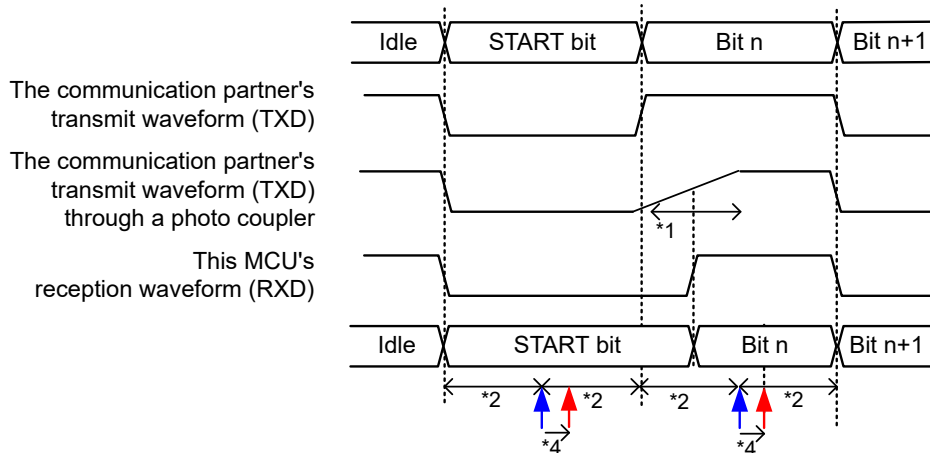 Idle START bit Bit n Bit n+1
The communication partner's
transmit waveform (TXD)
The communication partner's
transmit waveform (TXD)
through a photo coupler
*1
This MCU's
reception waveform (RXD)
Idle START bit Bit n Bit n+1
*2 *2 *2 *2
*4 *4